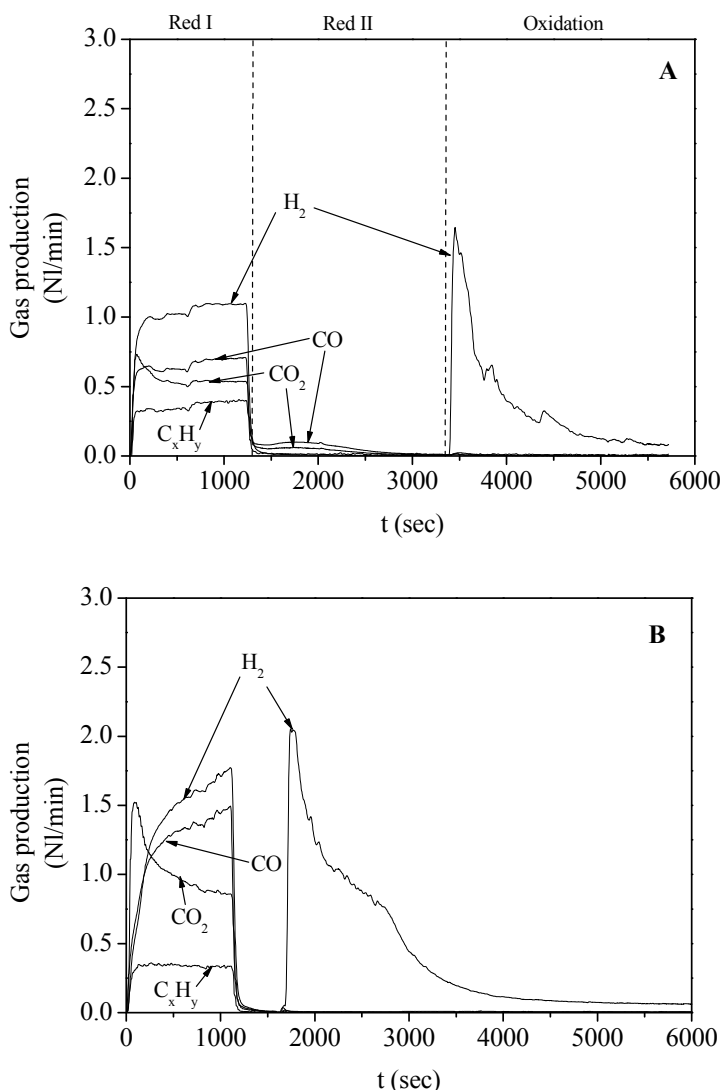 Red I Red II Oxidation
A
3.0
2.5
2.0
1.5
1.0
0.5
0.0
Gas production
(Nl/min)
H₂
CO
CO₂
CₓHᵧ
0 1000 2000 3000 4000 5000 6000
t (sec)
B
3.0
2.5
2.0
1.5
1.0
0.5
0.0
Gas production
(Nl/min)
H₂
CO
CO₂
CₓHᵧ
0 1000 2000 3000 4000 5000 6000
t (sec)